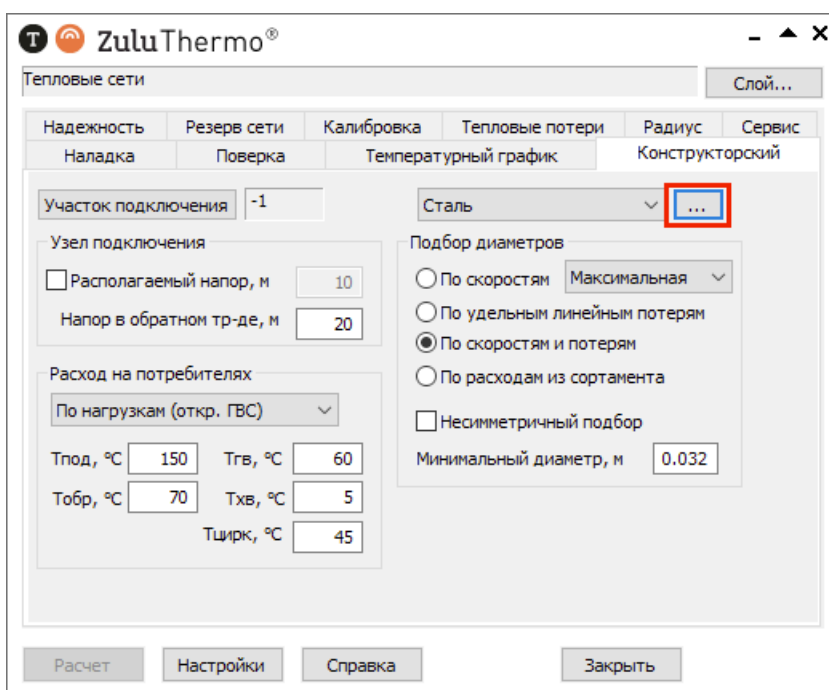 T ZuluThermo®
Тепловые сети
Слой...
Надежность Резерв сети Калибровка Тепловые потери Радиус Сервис
Наладка Поверка Температурный график Конструкторский
Участок подключения -1
Сталь ...
Узел подключения
Располагаемый напор, м 10
Напор в обратном тр-де, м 20
Подбор диаметров
По скоростям Максимальная
По удельным линейным потерям
По скоростям и потерям
По расходам из сортамента
Несимметричный подбор
Минимальный диаметр, м 0.032
Расход на потребителях
По нагрузкам (откр. ГВС)
Тпод, °C 150 Тгв, °C 60
Тобр, °C 70 Тхв, °C 5
Тцирк, °C 45
Расчет Настройки Справка Закрыть